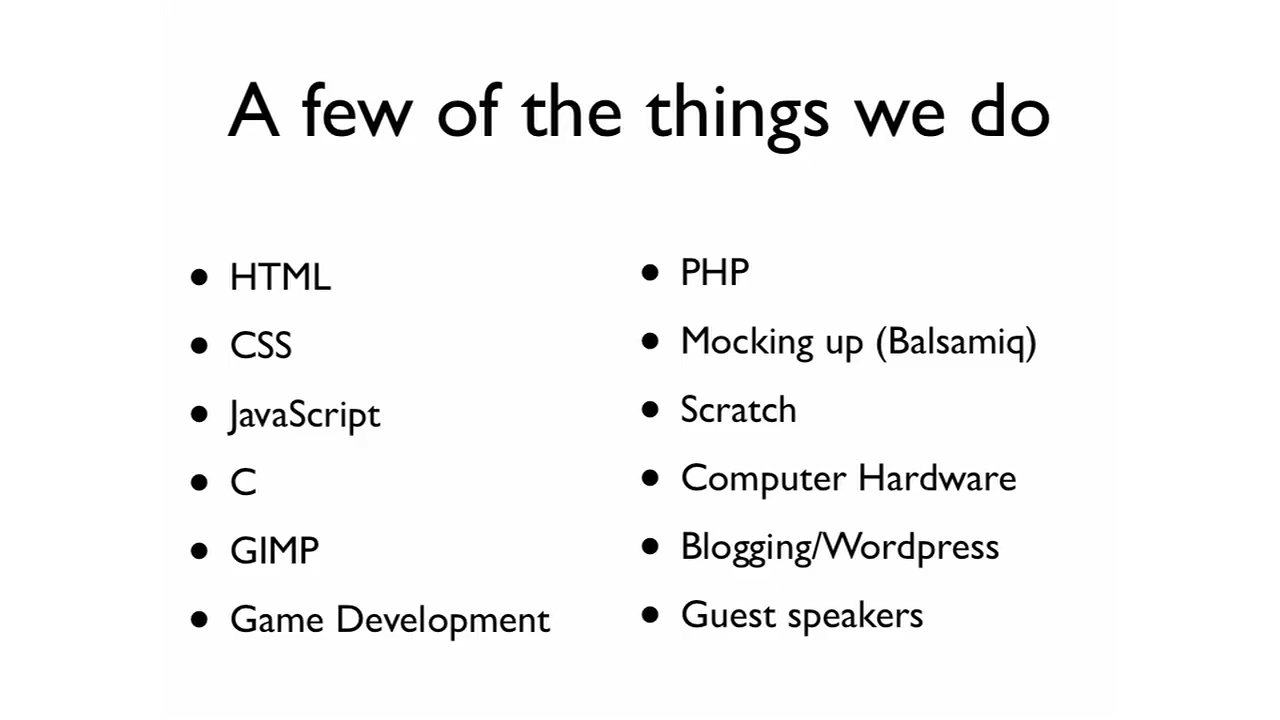 A few of the things we do
• HTML
• CSS
• JavaScript
• C
• GIMP
• Game Development
• PHP
• Mocking up (Balsamiq)
• Scratch
• Computer Hardware
• Blogging/Wordpress
• Guest speakers